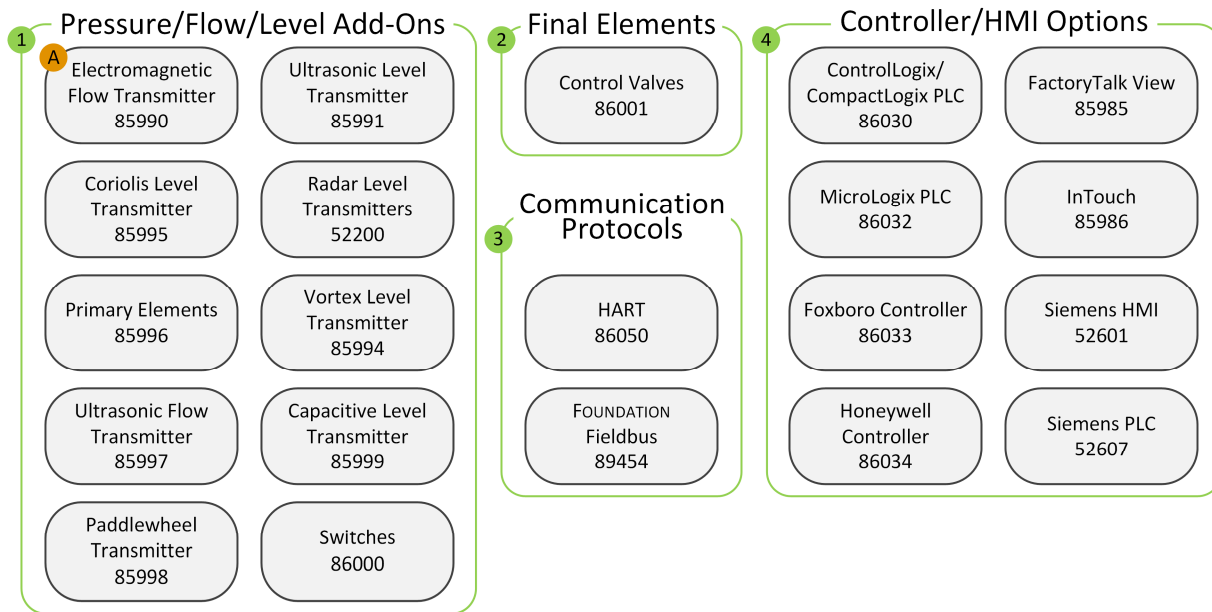 1
Pressure/Flow/Level Add-Ons
A
Electromagnetic
Flow Transmitter
85990
Ultrasonic Level
Transmitter
85991
Coriolis Level
Transmitter
85995
Radar Level
Transmitters
52200
Primary Elements
85996
Vortex Level
Transmitter
85994
Ultrasonic Flow
Transmitter
85997
Capacitive Level
Transmitter
85999
Paddlewheel
Transmitter
85998
Switches
86000
2
Final Elements
Control Valves
86001
3
Communication
Protocols
HART
86050
FOUNDATION
Fieldbus
89454
4
Controller/HMI Options
ControlLogix/
CompactLogix PLC
86030
FactoryTalk View
85985
MicroLogix PLC
86032
InTouch
85986
Foxboro Controller
86033
Siemens HMI
52601
Honeywell
Controller
86034
Siemens PLC
52607